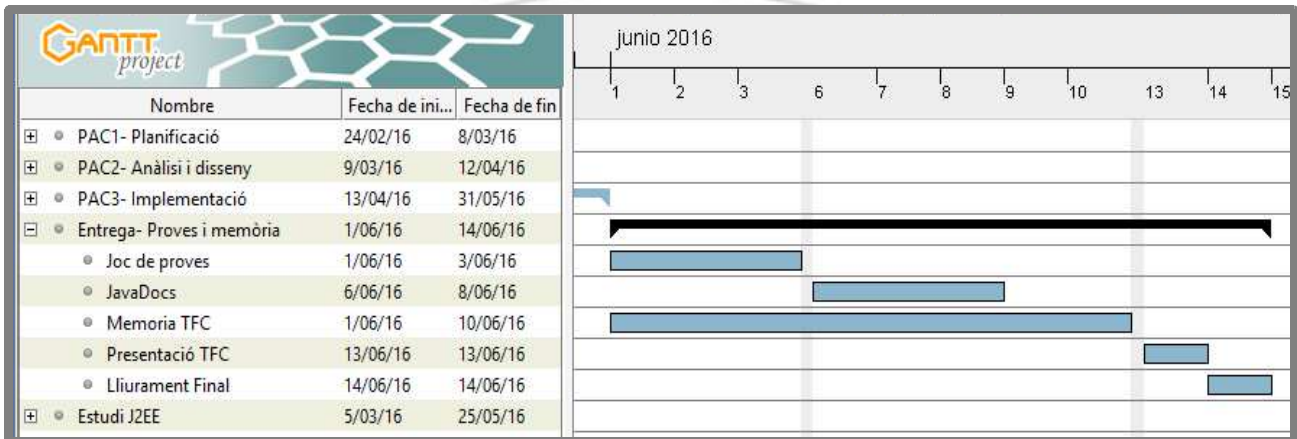 GANTT
project
junio 2016
1 2 3 6 7 8 9 10 13 14 15
Nombre Fecha de ini... Fecha de fin
PAC1- Planificació 24/02/16 8/03/16
PAC2- Anàlisi i disseny 9/03/16 12/04/16
PAC3- Implementació 13/04/16 31/05/16
Entrega- Proves i memòria 1/06/16 14/06/16
Joc de proves 1/06/16 3/06/16
JavaDocs 6/06/16 8/06/16
Memoria TFC 1/06/16 10/06/16
Presentació TFC 13/06/16 13/06/16
Lliurament Final 14/06/16 14/06/16
Estudi J2EE 5/03/16 25/05/16